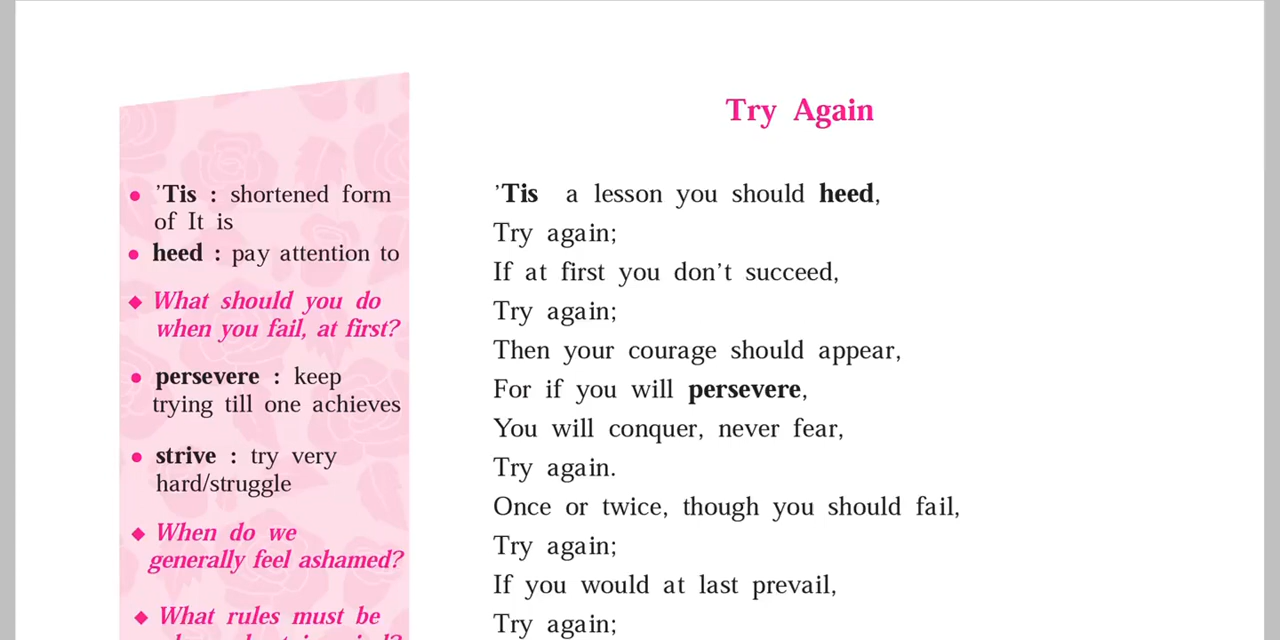 Try Again
• ’Tis : shortened form
of It is
• heed : pay attention to
◆ What should you do
when you fail, at first?
• persevere : keep
trying till one achieves
• strive : try very
hard/struggle
◆ When do we
generally feel ashamed?
◆ What rules must be
’Tis a lesson you should heed,
Try again;
If at first you don’t succeed,
Try again;
Then your courage should appear,
For if you will persevere,
You will conquer, never fear,
Try again.
Once or twice, though you should fail,
Try again;
If you would at last prevail,
Try again;